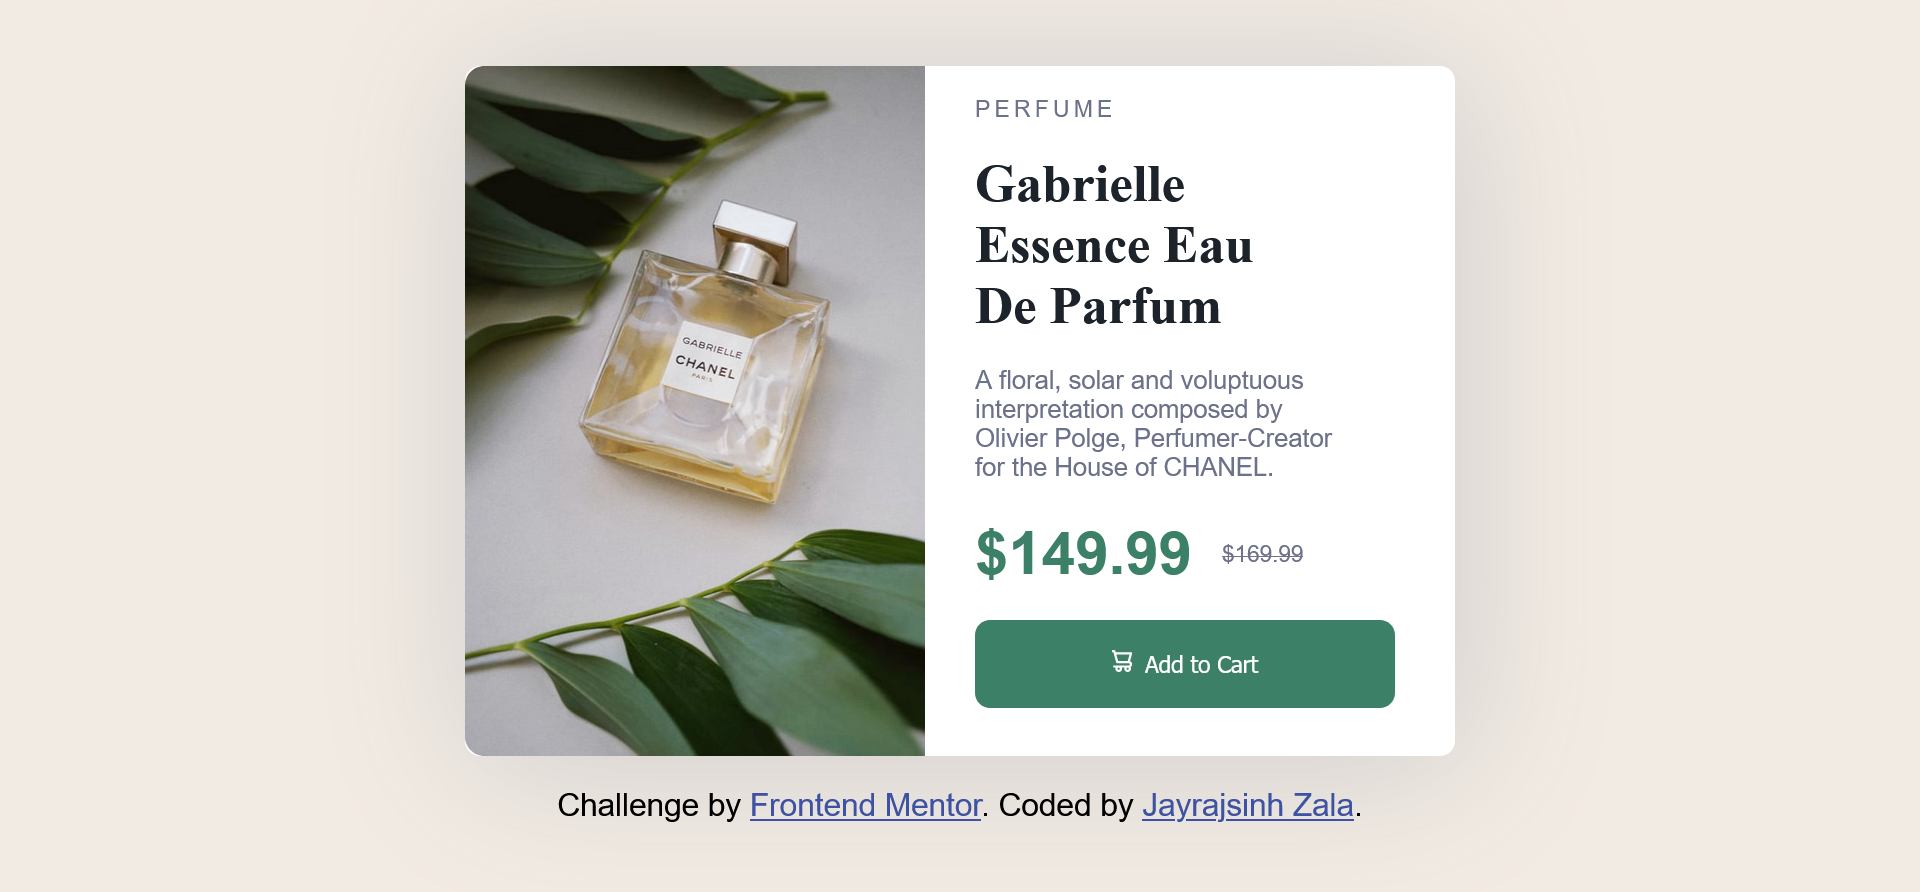 GABRIELLE
CHANEL
PARIS
PERFUME
Gabrielle
Essence Eau
De Parfum
A floral, solar and voluptuous
interpretation composed by
Olivier Polge, Perfumer-Creator
for the House of CHANEL.
$149.99 $169.99
Add to Cart
Challenge by Frontend Mentor. Coded by Jayrajsinh Zala.